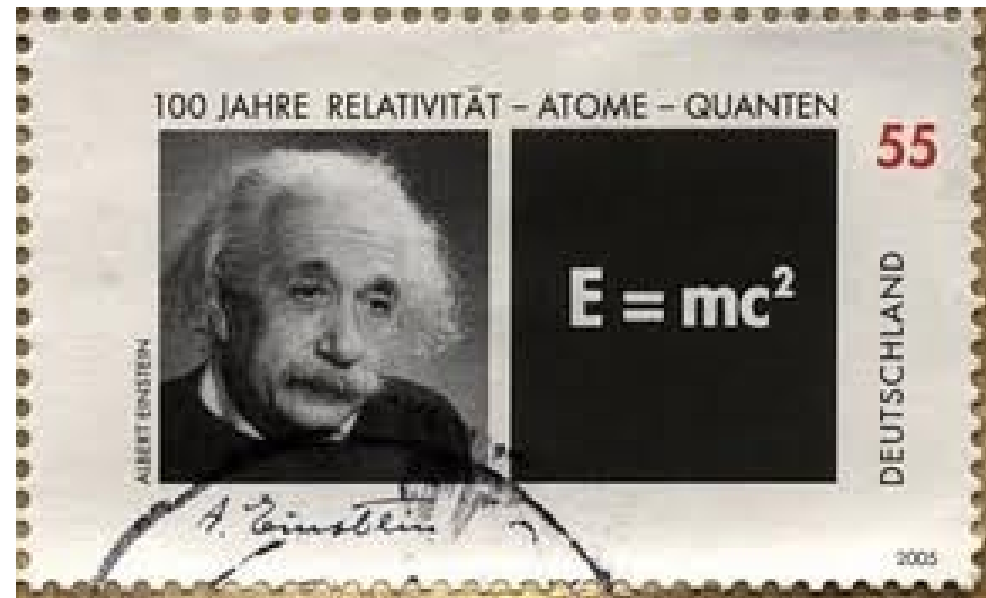 100 JAHRE RELATIVITÄT – ATOME – QUANTEN
55
ALBERT EINSTEIN
E = mc²
DEUTSCHLAND
A. Einstein
2005